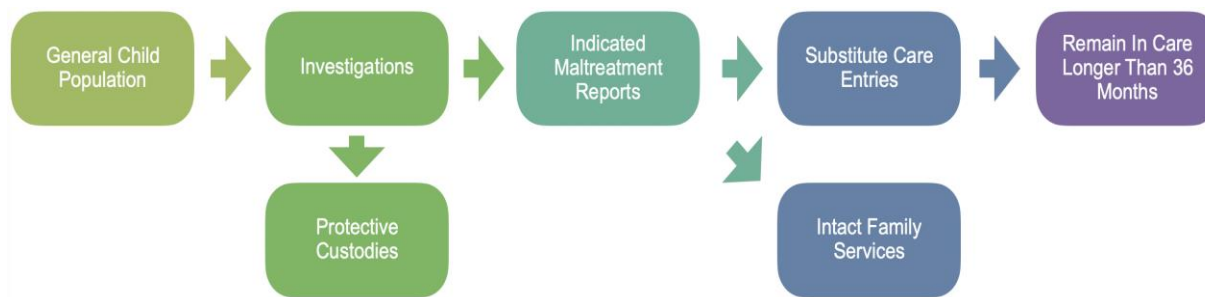 General Child
Population
Investigations
Indicated
Maltreatment
Reports
Substitute Care
Entries
Remain In Care
Longer Than 36
Months
Protective
Custodies
Intact Family
Services